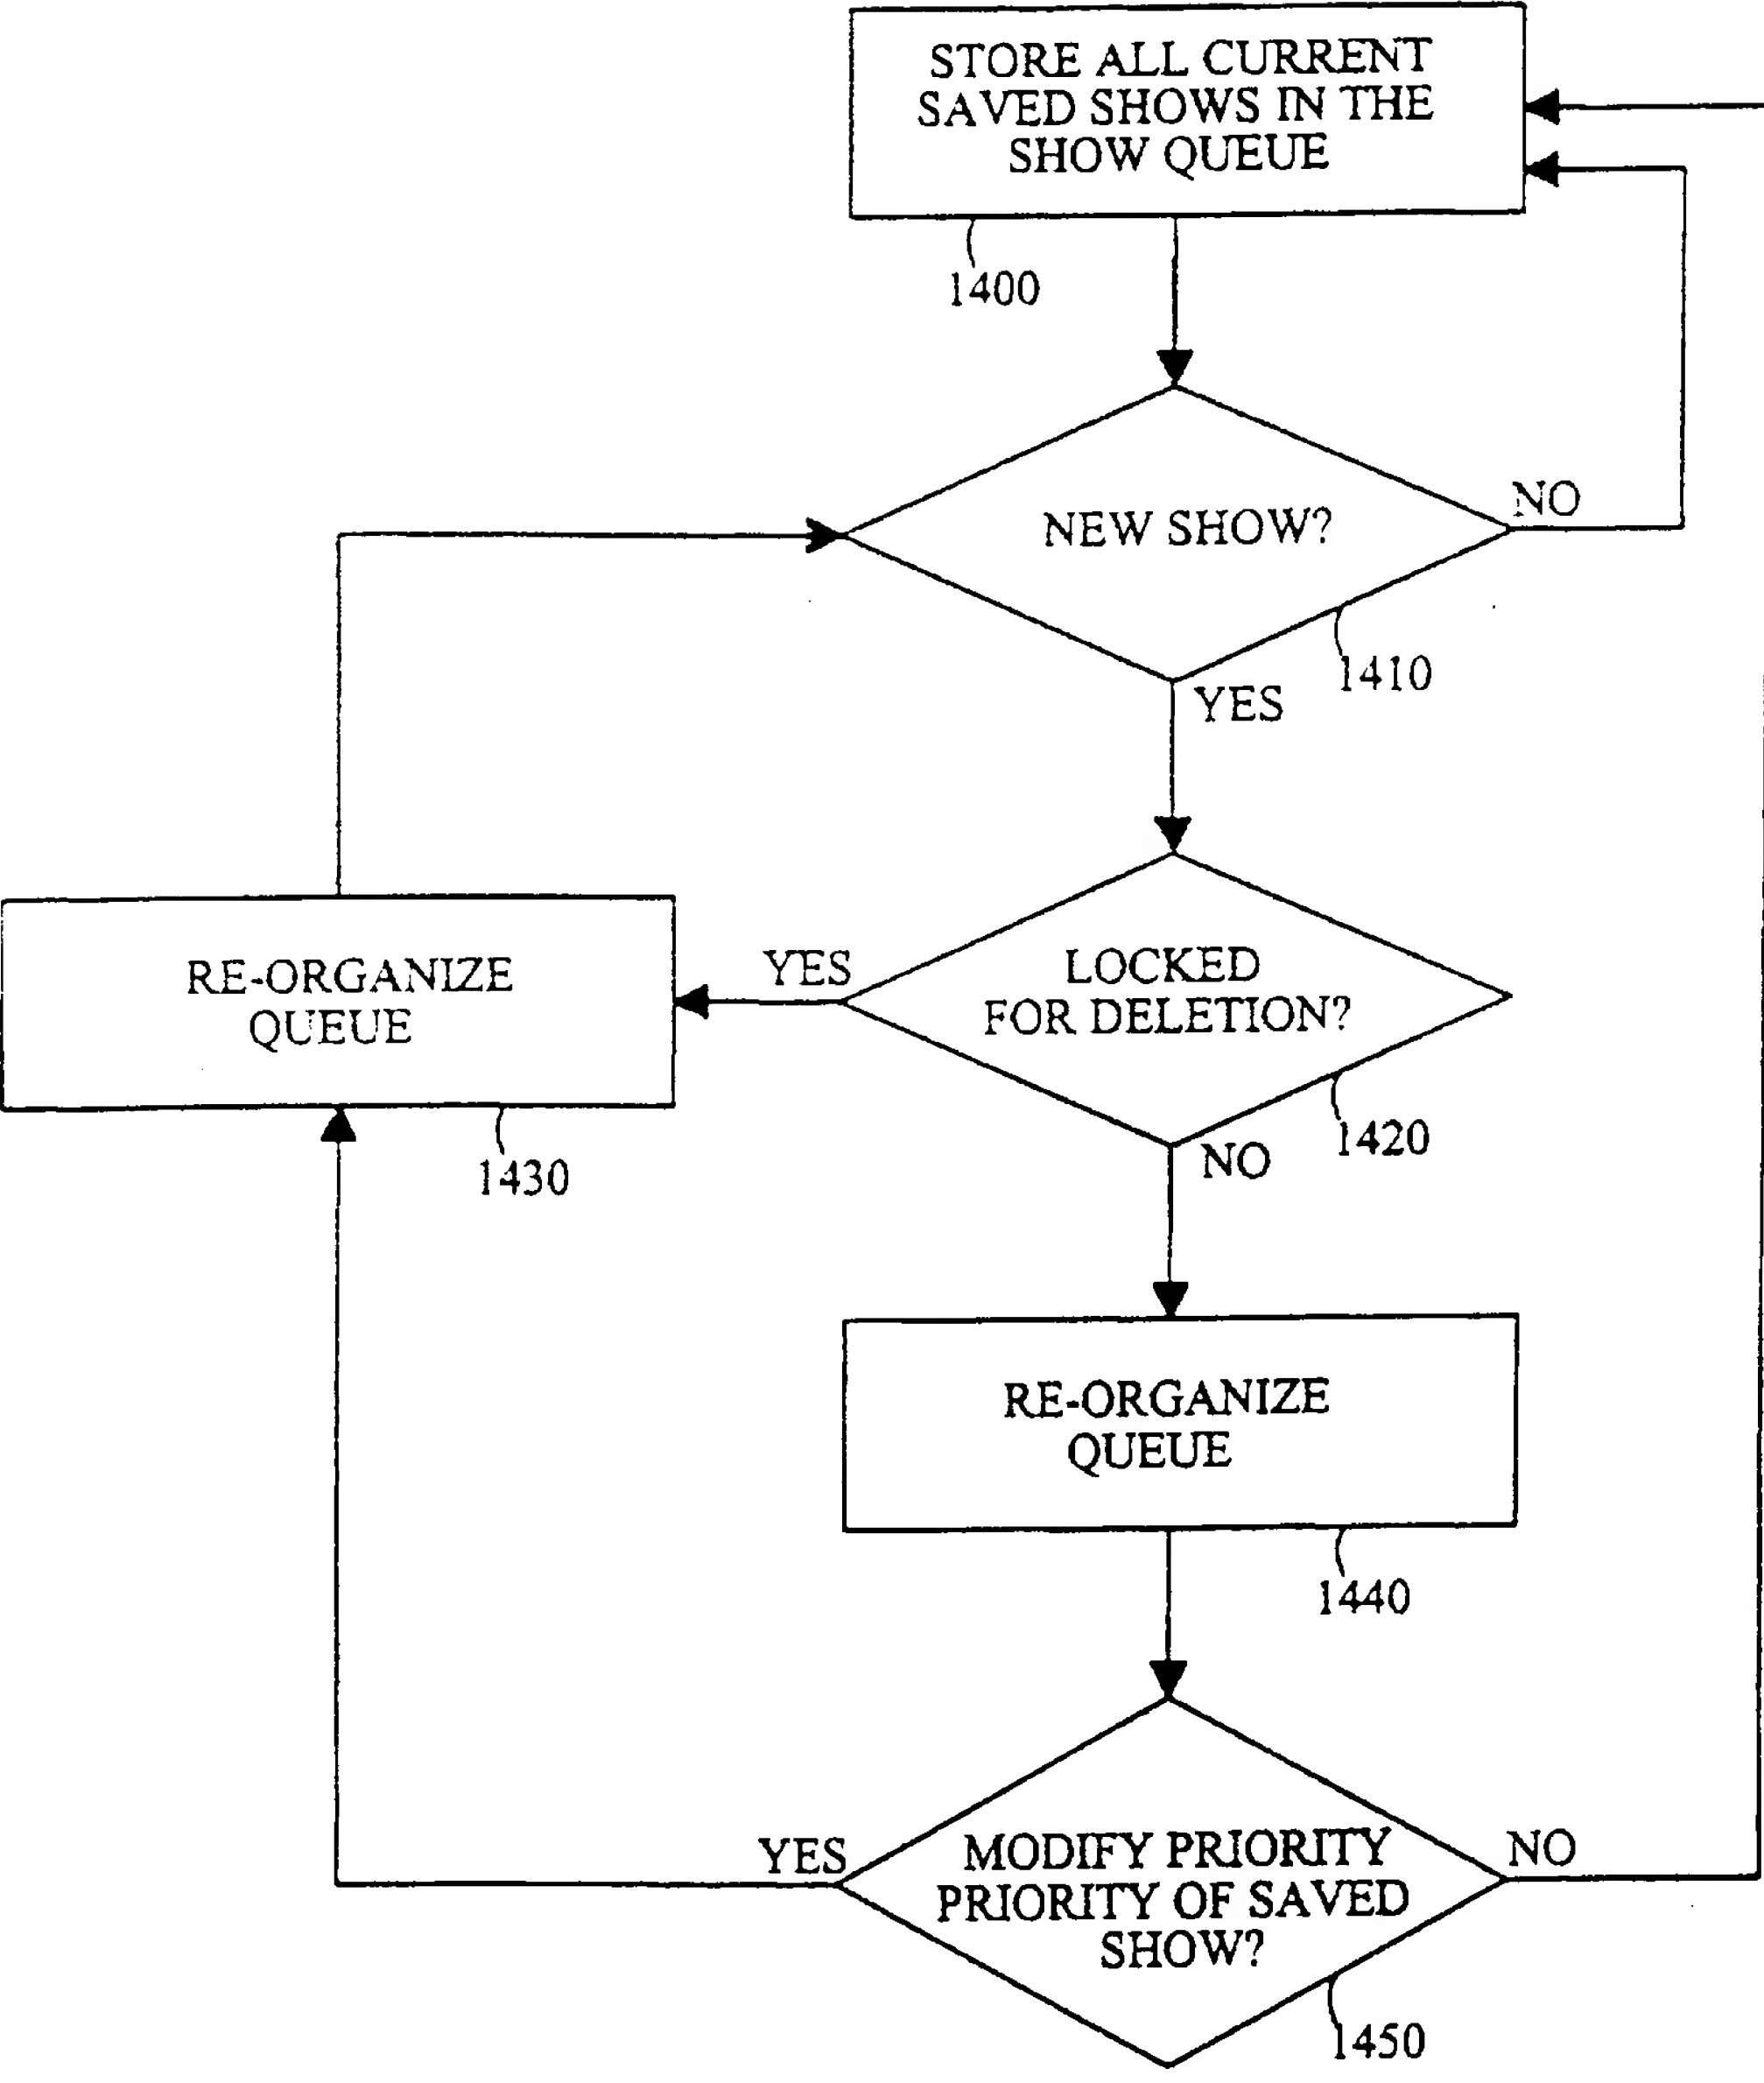 STORE ALL CURRENT
SAVED SHOWS IN THE
SHOW QUEUE
1400
NEW SHOW?
NO
1410
YES
LOCKED
FOR DELETION?
YES
1420
NO
RE-ORGANIZE
QUEUE
1430
RE-ORGANIZE
QUEUE
1440
MODIFY PRIORITY
PRIORITY OF SAVED
SHOW?
YES
NO
1450